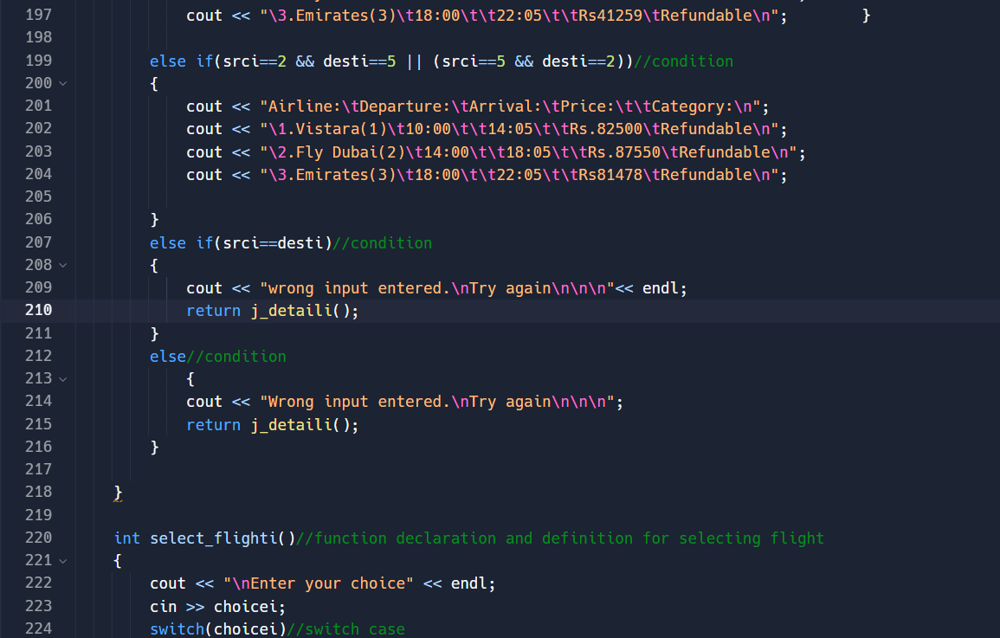 197 cout << "\3.Emirates(3)\t18:00\t\t22:05\t\tRs41259\tRefundable\n"; }
198
199 else if(srci==2 && desti==5 || (srci==5 && desti==2))//condition
200 {
201 cout << "Airline:\tDeparture:\tArrival:\tPrice:\t\tCategory:\n";
202 cout << "\1.Vistara(1)\t10:00\t\t14:05\t\tRs.82500\tRefundable\n";
203 cout << "\2.Fly Dubai(2)\t14:00\t\t18:05\t\tRs.87550\tRefundable\n";
204 cout << "\3.Emirates(3)\t18:00\t\t22:05\t\tRs81478\tRefundable\n";
205
206 }
207 else if(srci==desti)//condition
208 {
209 cout << "wrong input entered.\nTry again\n\n\n"<< endl;
210 return j_detaili();
211 }
212 else//condition
213 {
214 cout << "Wrong input entered.\nTry again\n\n\n";
215 return j_detaili();
216 }
217
218 }
219
220 int select_flighti()//function declaration and definition for selecting flight
221 {
222 cout << "\nEnter your choice" << endl;
223 cin >> choicei;
224 switch(choicei)//switch case